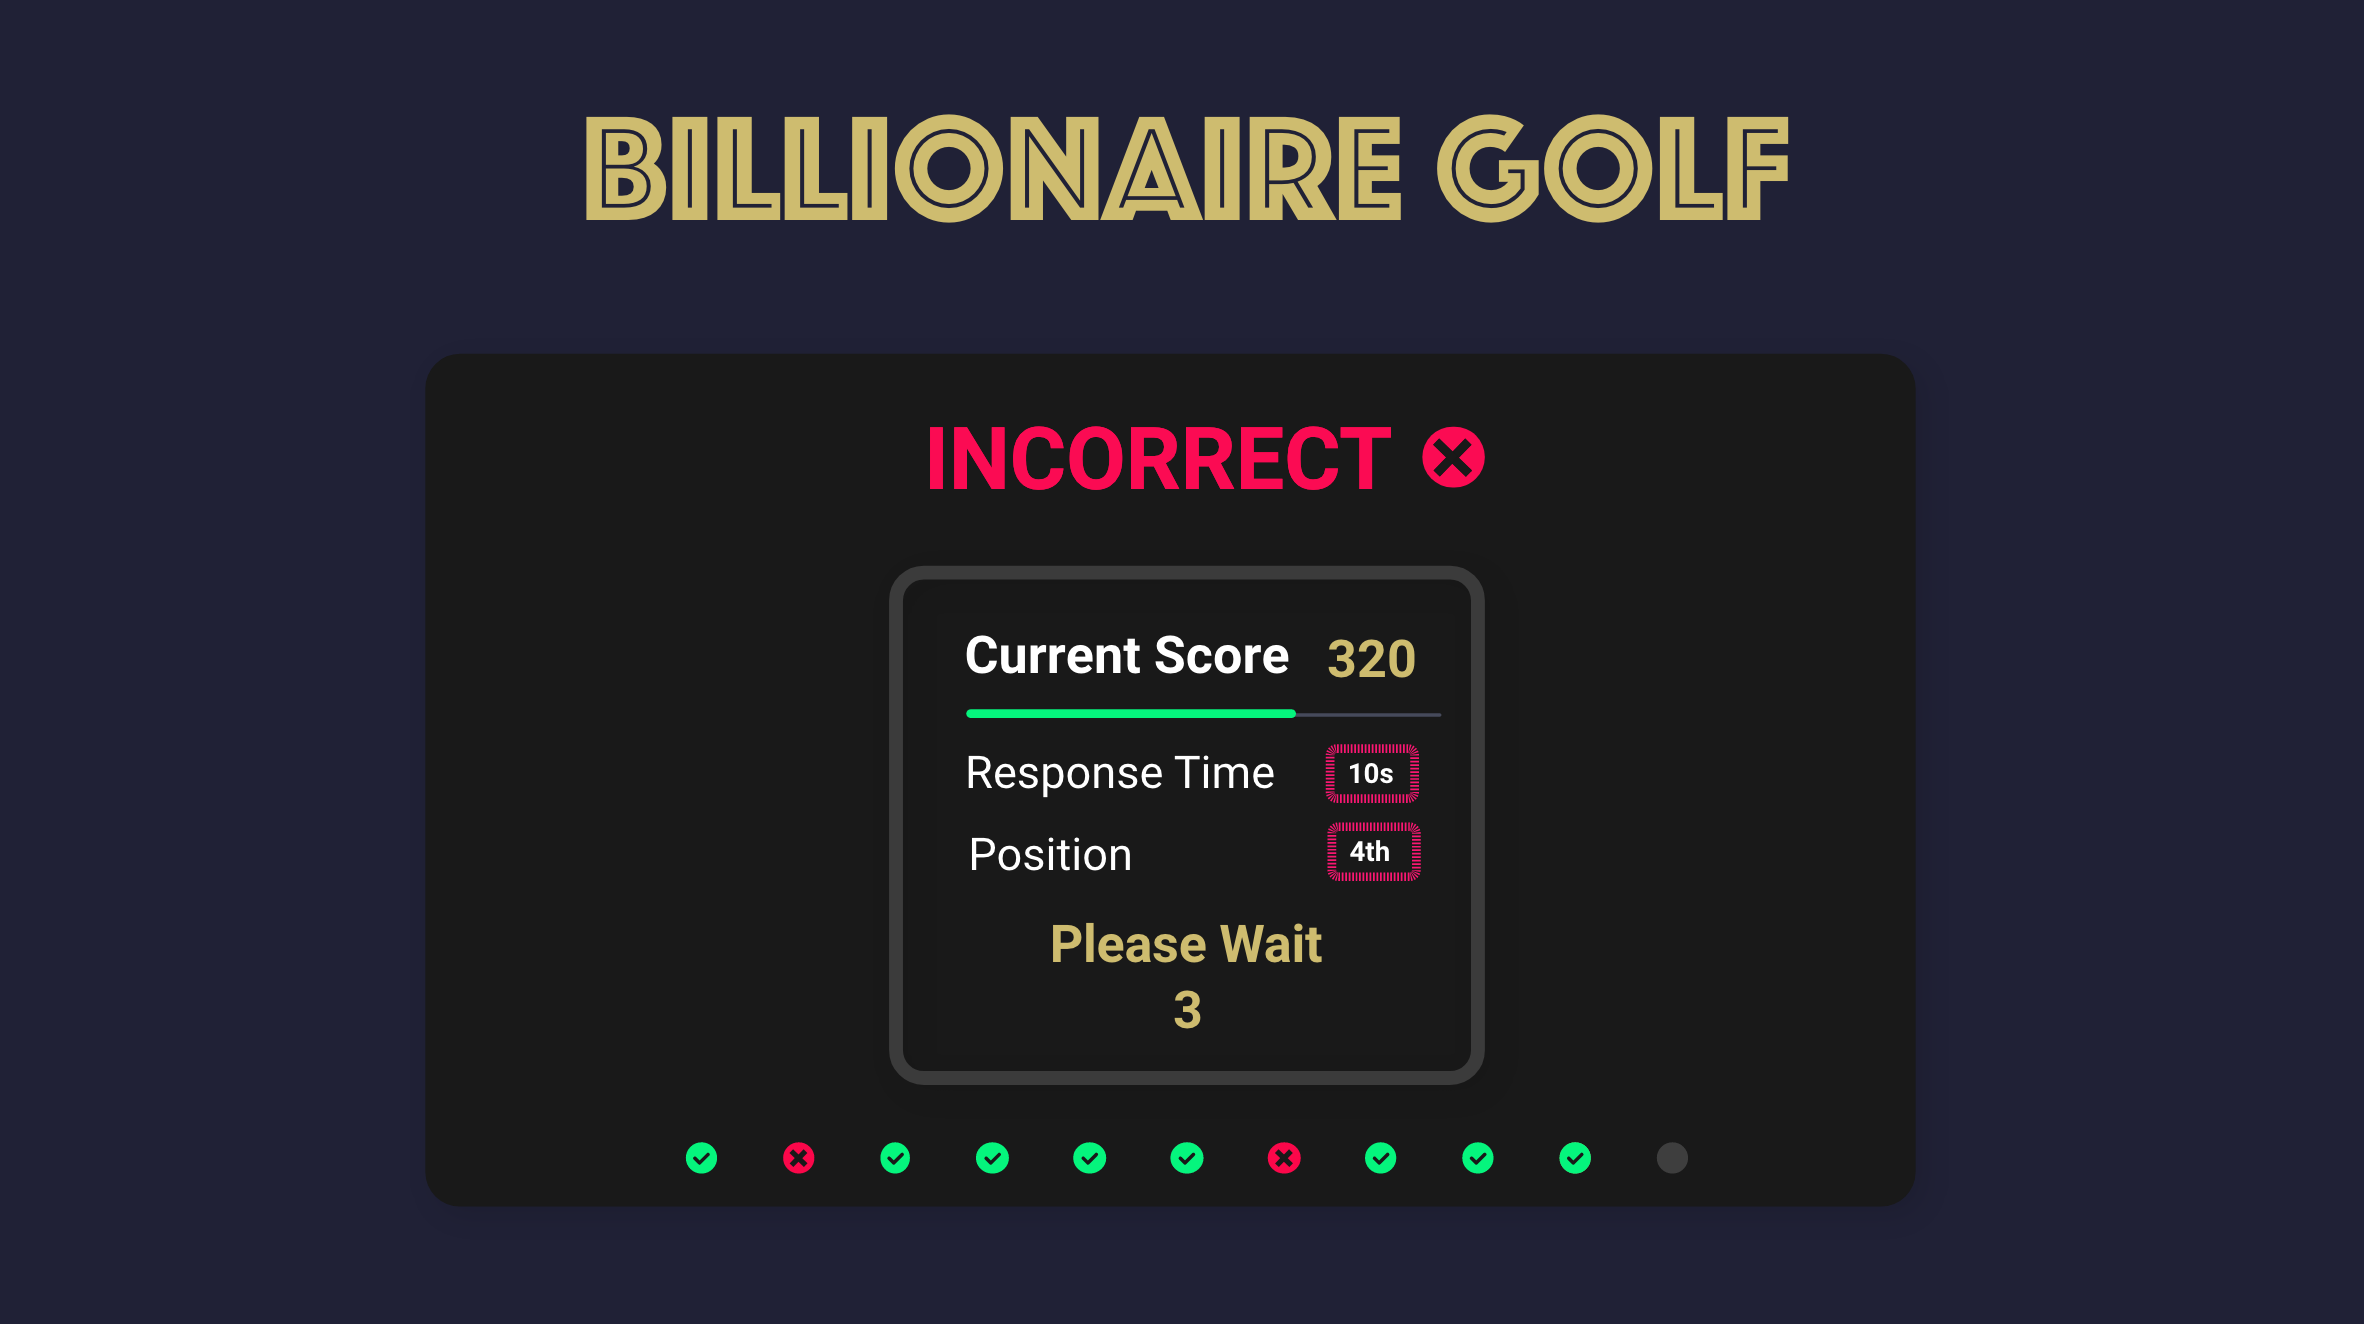 BILLIONAIRE GOLF
INCORRECT
Current Score 320
Response Time 10s
Position 4th
Please Wait
3